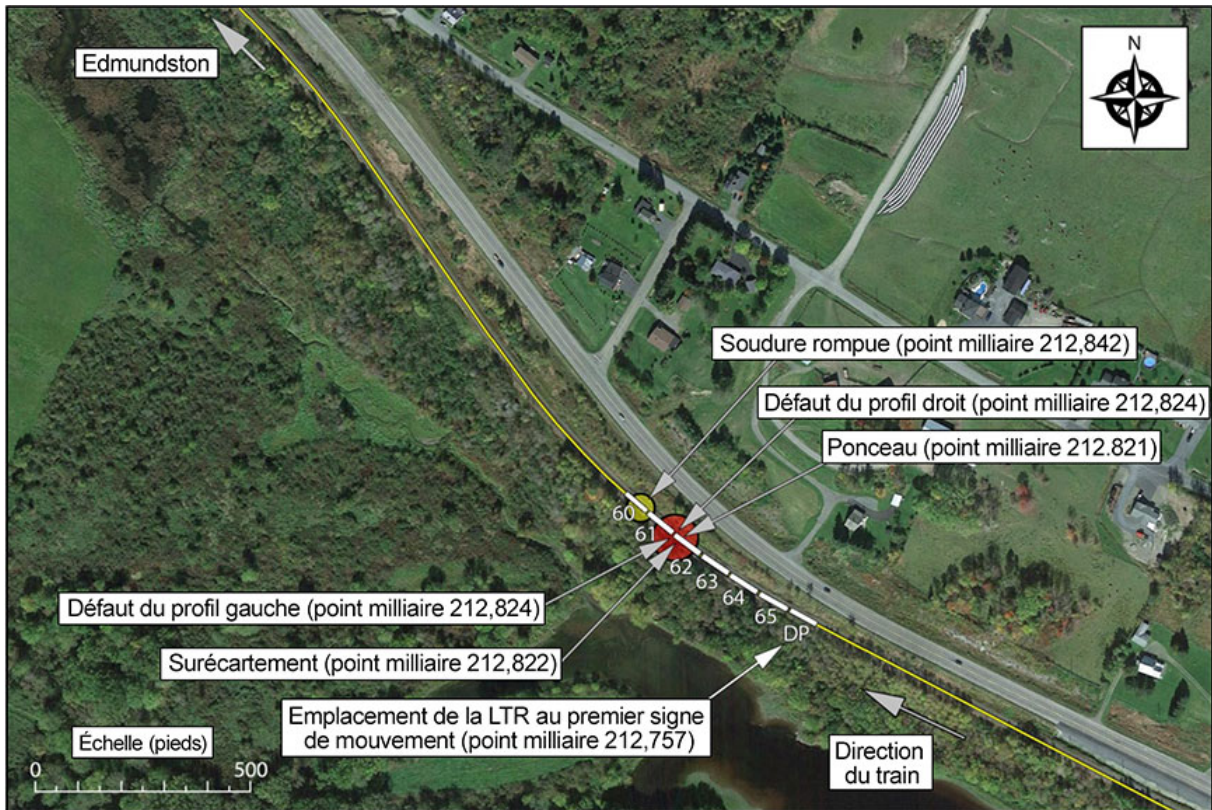 Edmundston
N
Soudure rompue (point milliaire 212,842)
Défaut du profil droit (point milliaire 212,824)
Ponceau (point milliaire 212.821)
60
61
62
63
64
65
DP
Défaut du profil gauche (point milliaire 212,824)
Surécartement (point milliaire 212,822)
Emplacement de la LTR au premier signe
de mouvement (point milliaire 212,757)
Direction
du train
Échelle (pieds)
0 500